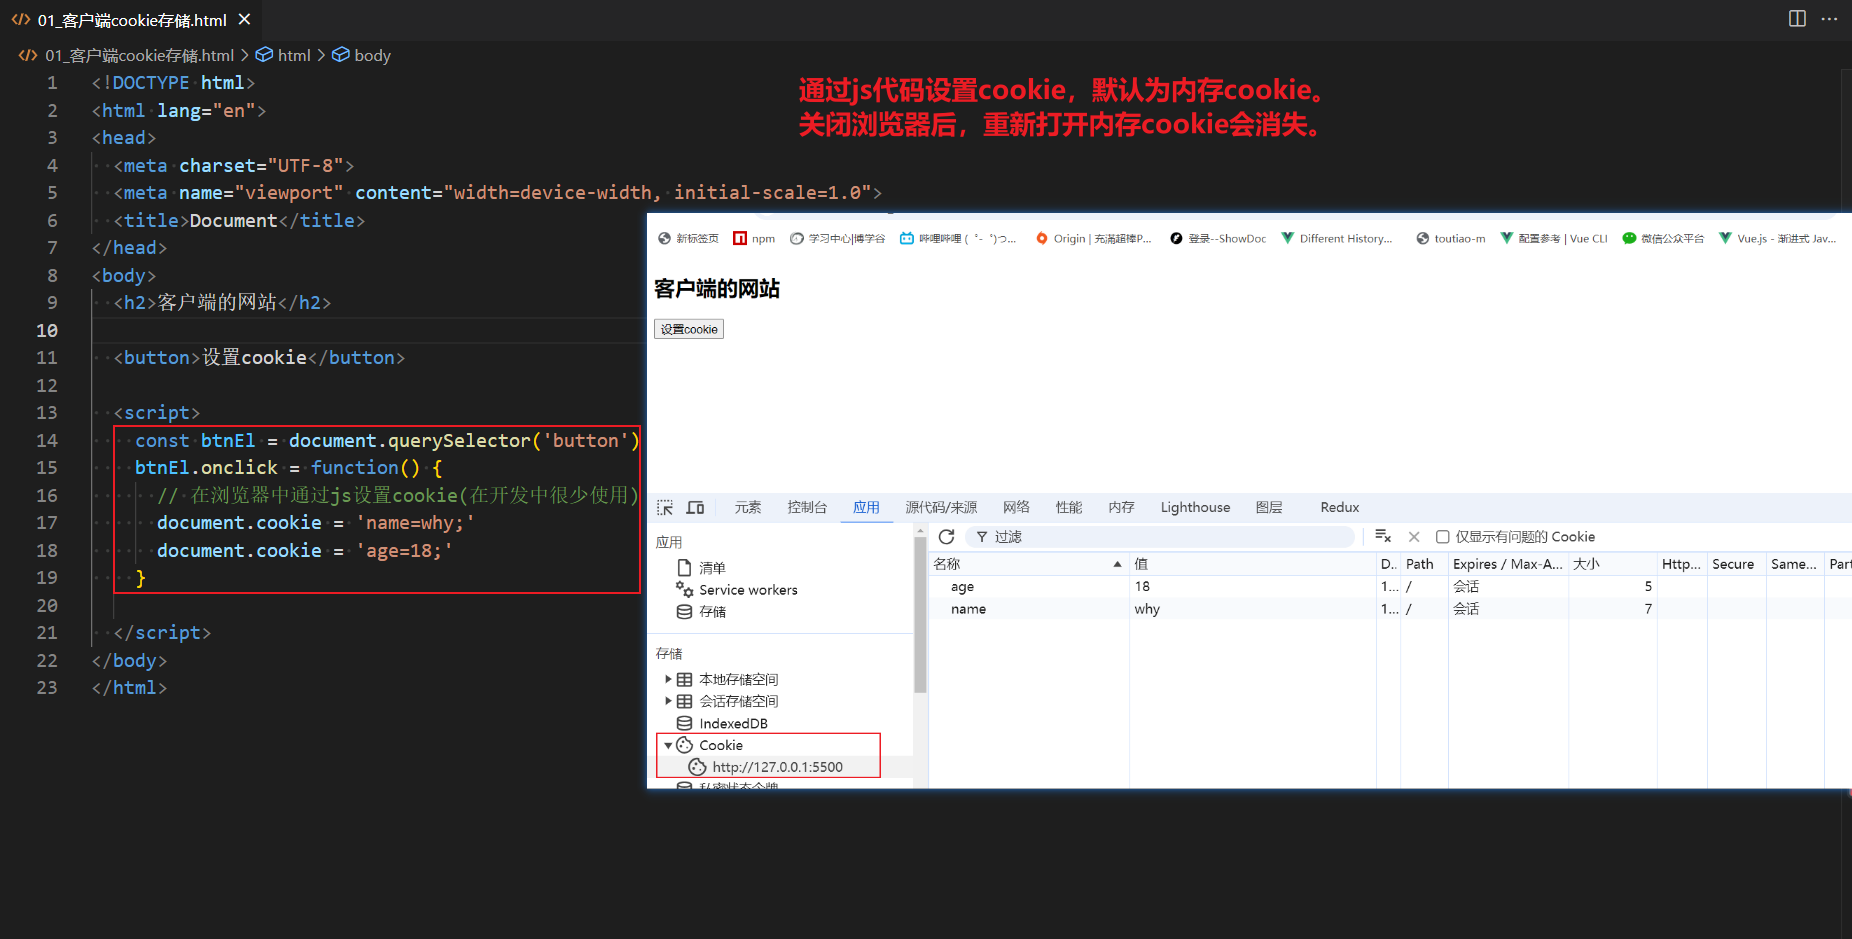 01_客户端cookie存储.html
01_客户端cookie存储.html > html > body
通过js代码设置cookie，默认为内存cookie。
关闭浏览器后，重新打开内存cookie会消失。
1 <!DOCTYPE html>
2 <html lang="en">
3 <head>
4 <meta charset="UTF-8">
5 <meta name="viewport" content="width=device-width, initial-scale=1.0">
6 <title>Document</title>
7 </head>
8 <body>
9 <h2>客户端的网站</h2>
10
11 <button>设置cookie</button>
12
13 <script>
14 const btnEl = document.querySelector('button')
15 btnEl.onclick = function() {
16 // 在浏览器中通过js设置cookie(在开发中很少使用)
17 document.cookie = 'name=why;'
18 document.cookie = 'age=18;'
19 }
20
21 </script>
22 </body>
23 </html>
新标签页 npm 学习中心|博学谷 哔哩哔哩 ( ゜- ゜)つ... Origin | 充满超棒P... 登录--ShowDoc Different History... toutiao-m 配置参考 | Vue CLI 微信公众平台 Vue.js - 渐进式 Jav...
客户端的网站
设置cookie
元素 控制台 应用 源代码/来源 网络 性能 内存 Lighthouse 图层 Redux
应用
清单
Service workers
存储
存储
本地存储空间
会话存储空间
IndexedDB
Cookie
http://127.0.0.1:5500
私密状态令牌
过滤 仅显示有问题的 Cookie
名称 值 D.. Path Expires / Max-A... 大小 Http... Secure Same... Part
age 18 1... / 会话 5
name why 1... / 会话 7